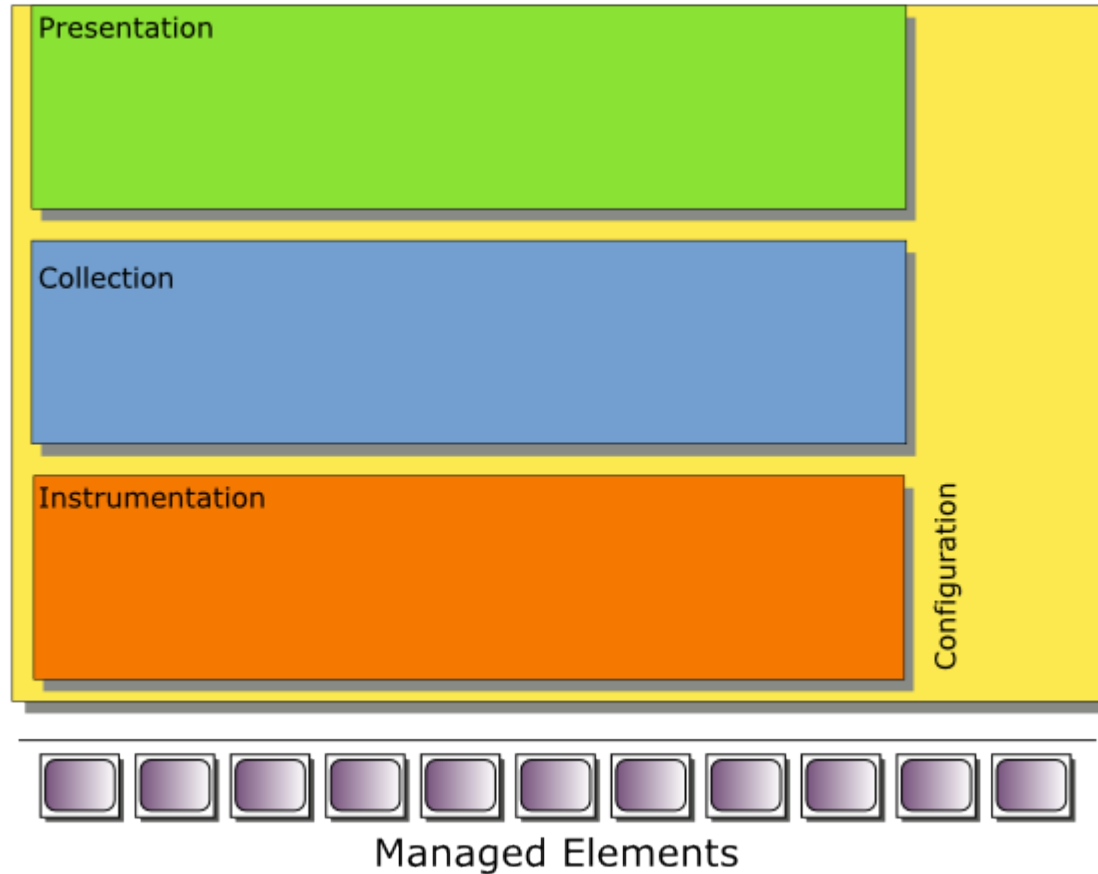 Presentation
Collection
Instrumentation
Configuration
Managed Elements